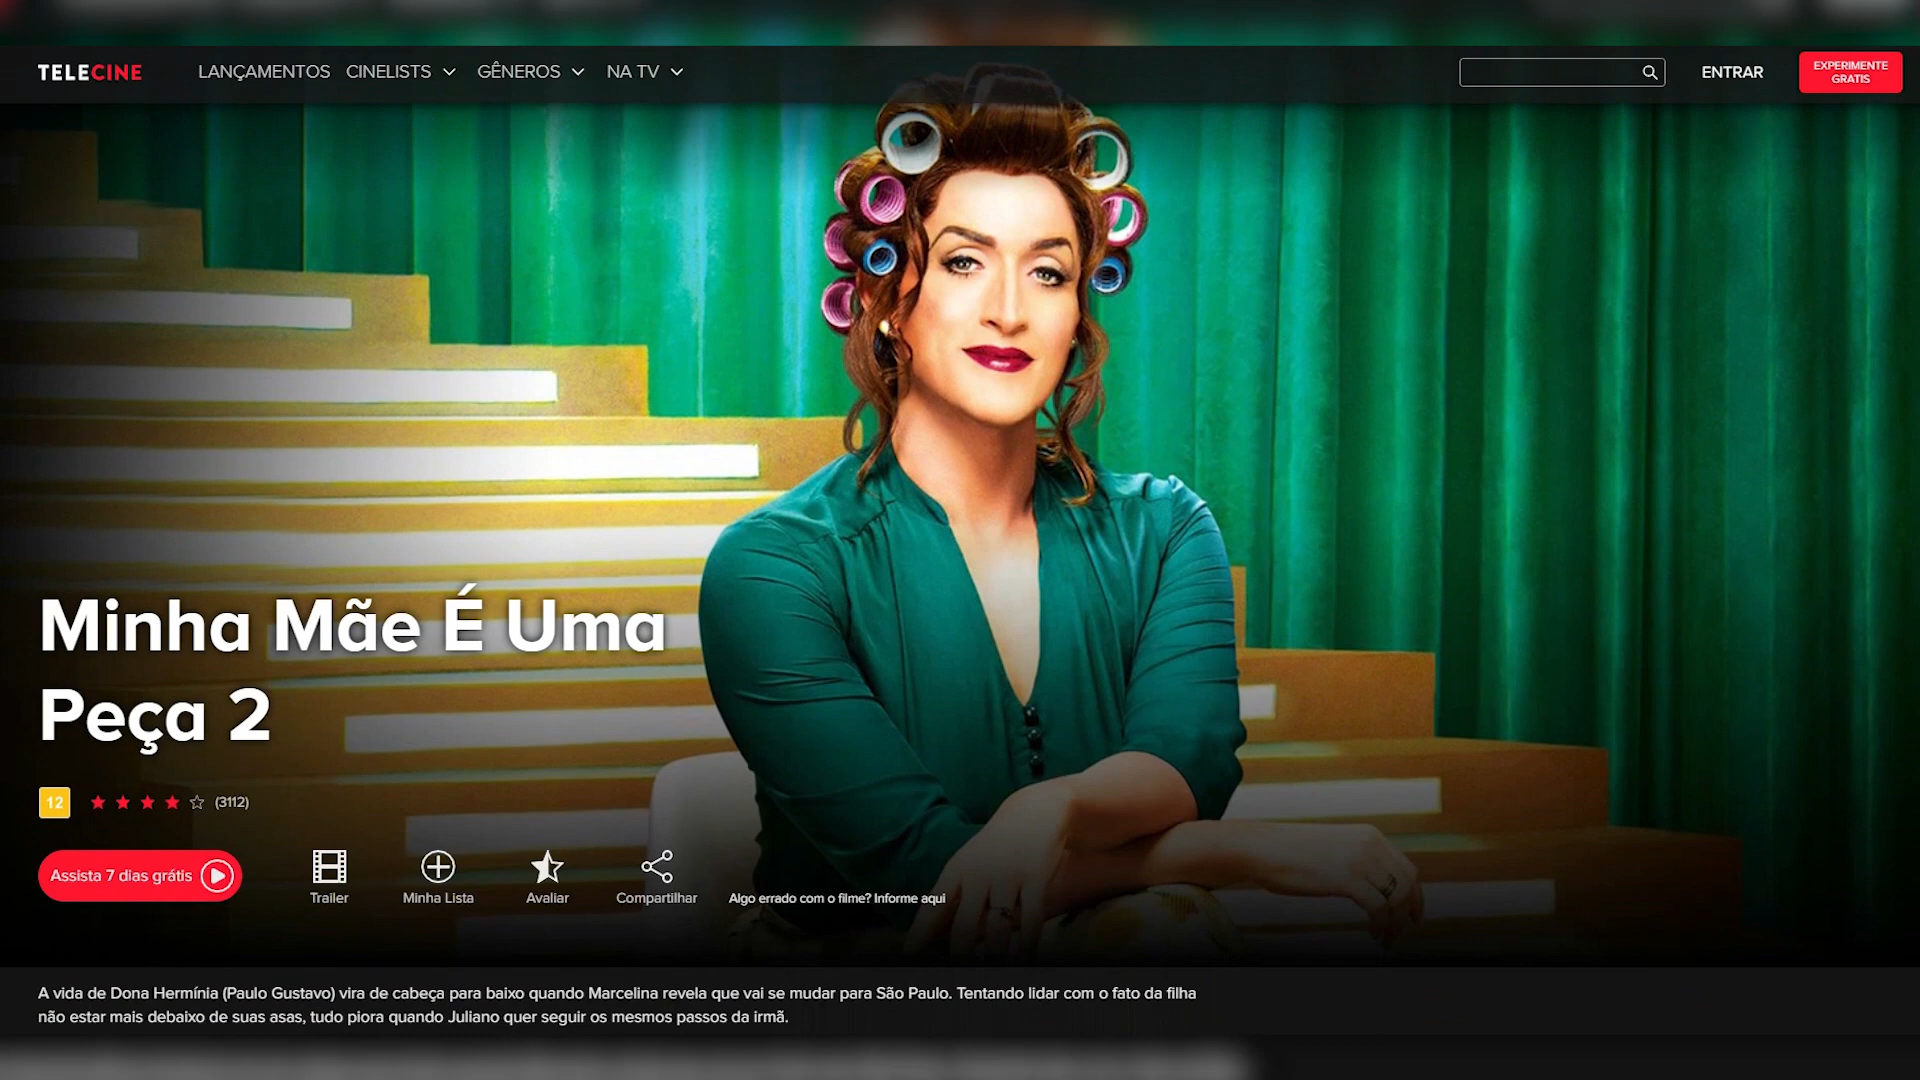 TELECINE LANÇAMENTOS CINELISTS GÊNEROS NA TV ENTRAR EXPERIMENTE
GRATIS
Minha Mãe É Uma
Peça 2
12 (3112)
Assista 7 dias grátis
Trailer Minha Lista Avaliar Compartilhar Algo errado com o filme? Informe aqui
A vida de Dona Hermínia (Paulo Gustavo) vira de cabeça para baixo quando Marcelina revela que vai se mudar para São Paulo. Tentando lidar com o fato da filha
não estar mais debaixo de suas asas, tudo piora quando Juliano quer seguir os mesmos passos da irmã.